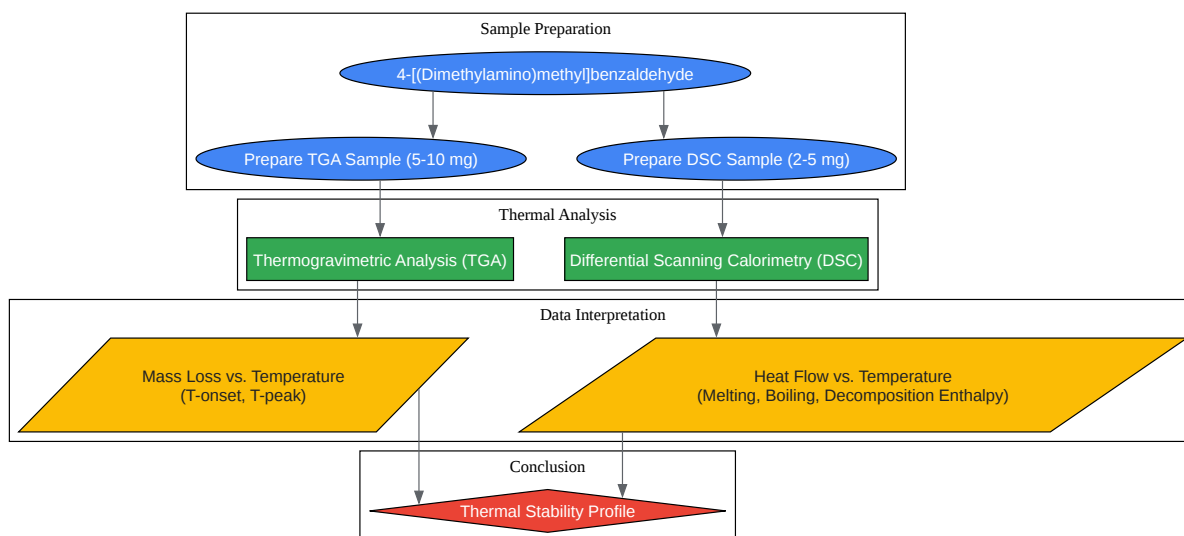 Sample Preparation
4-[(Dimethylamino)methyl]benzaldehyde
Prepare TGA Sample (5-10 mg)
Prepare DSC Sample (2-5 mg)
Thermal Analysis
Thermogravimetric Analysis (TGA)
Differential Scanning Calorimetry (DSC)
Data Interpretation
Mass Loss vs. Temperature
(T-onset, T-peak)
Heat Flow vs. Temperature
(Melting, Boiling, Decomposition Enthalpy)
Conclusion
Thermal Stability Profile